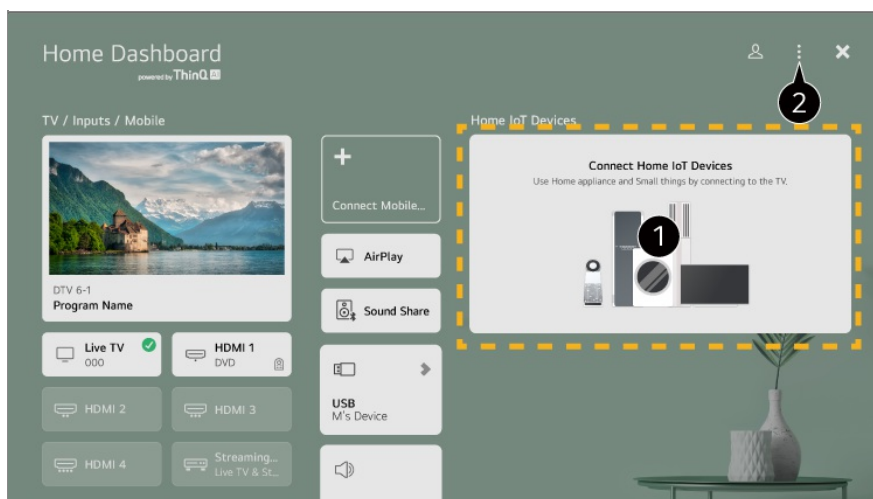 Home Dashboard
powered by ThinQ AI
2
TV / Inputs / Mobile
Home IoT Devices
Connect Mobile...
Connect Home IoT Devices
Use Home appliance and Small things by connecting to the TV.
1
AirPlay
DTV 6-1
Program Name
Sound Share
Live TV
000
HDMI 1
DVD
USB
M's Device
HDMI 2
HDMI 3
HDMI 4
Streaming...
Live TV & St...